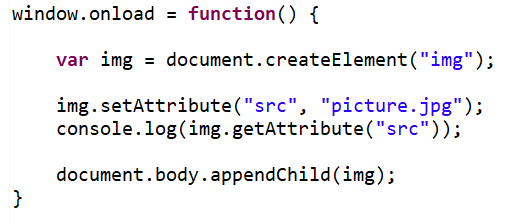 window.onload = function() {
var img = document.createElement("img");
img.setAttribute("src", "picture.jpg");
console.log(img.getAttribute("src"));
document.body.appendChild(img);
}